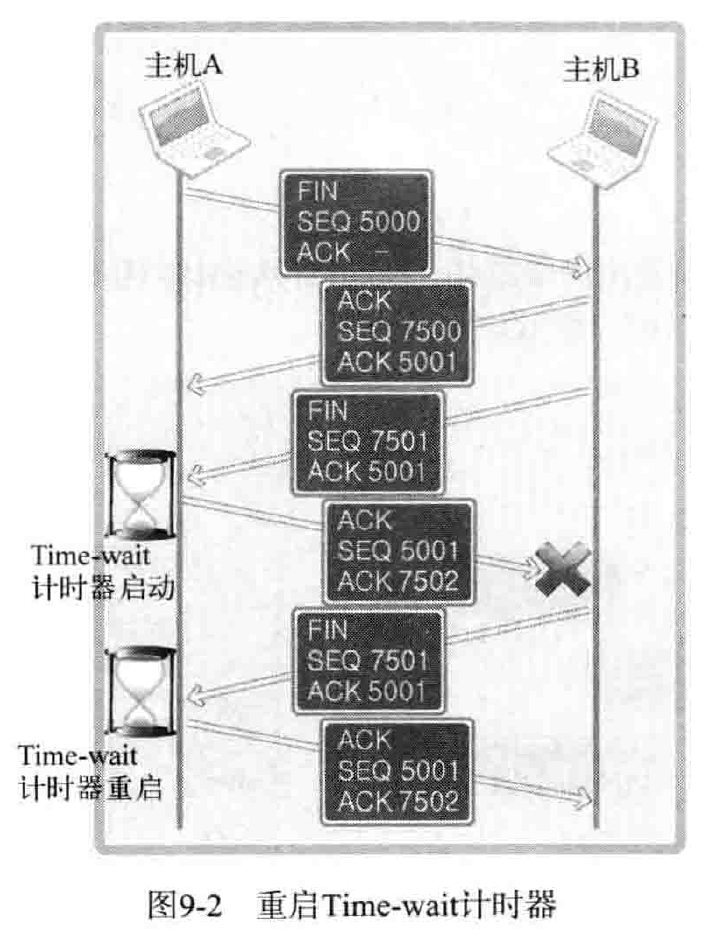 主机A
主机B
FIN
SEQ 5000
ACK -
ACK
SEQ 7500
ACK 5001
FIN
SEQ 7501
ACK 5001
ACK
SEQ 5001
ACK 7502
Time-wait
计时器启动
FIN
SEQ 7501
ACK 5001
ACK
SEQ 5001
ACK 7502
Time-wait
计时器重启
图9-2 重启Time-wait计时器